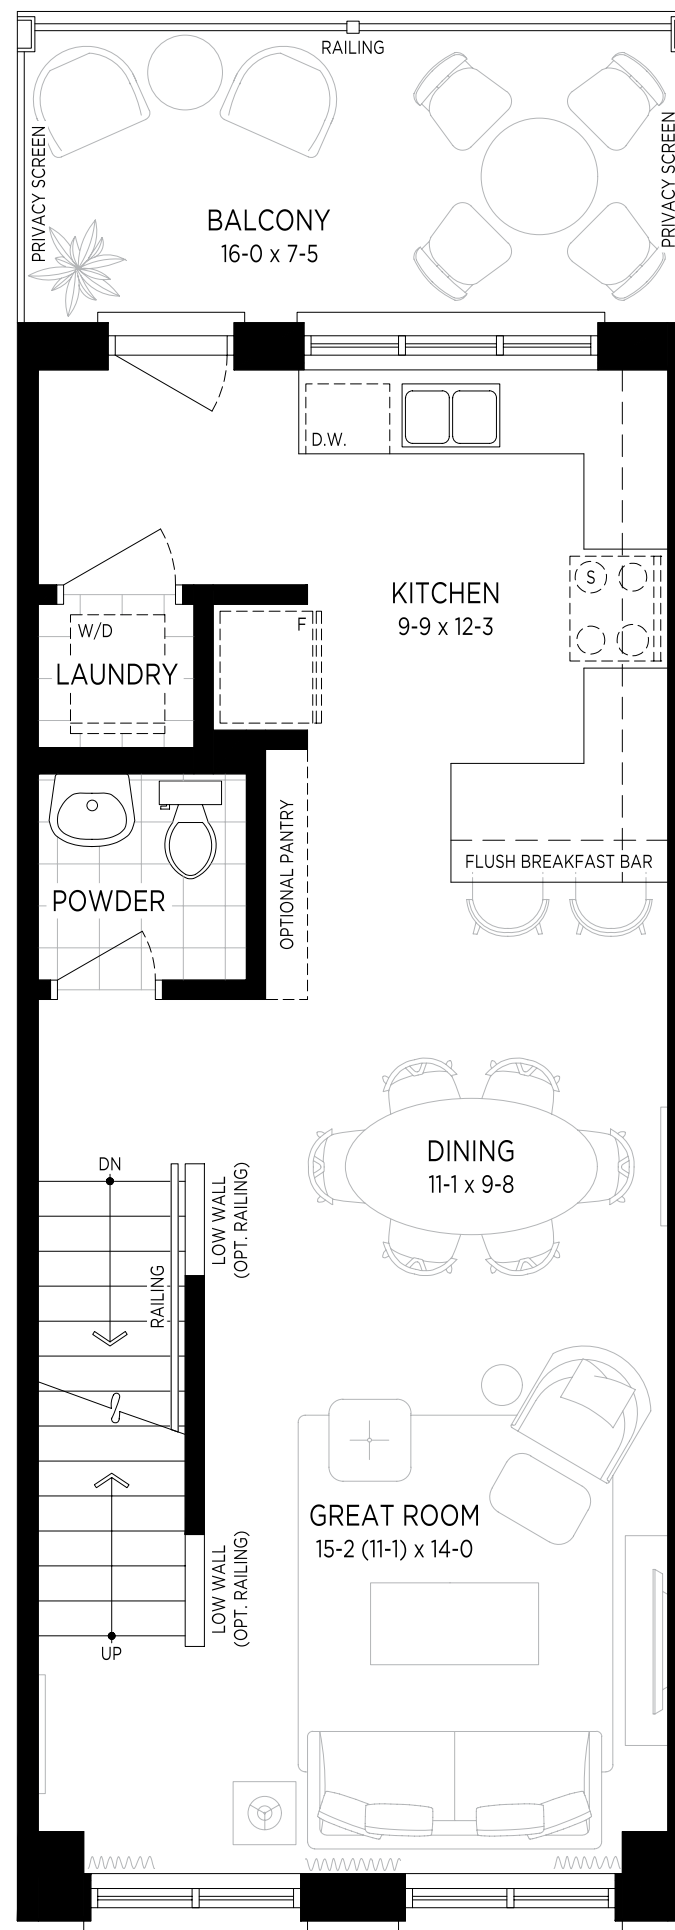 RAILING
PRIVACY SCREEN
PRIVACY SCREEN
BALCONY
16-0 x 7-5
D.W.
KITCHEN
9-9 x 12-3
S
W/D
F
LAUNDRY
OPTIONAL PANTRY
FLUSH BREAKFAST BAR
POWDER
DINING
11-1 x 9-8
DN
LOW WALL
(OPT. RAILING)
RAILING
GREAT ROOM
15-2 (11-1) x 14-0
LOW WALL
(OPT. RAILING)
UP